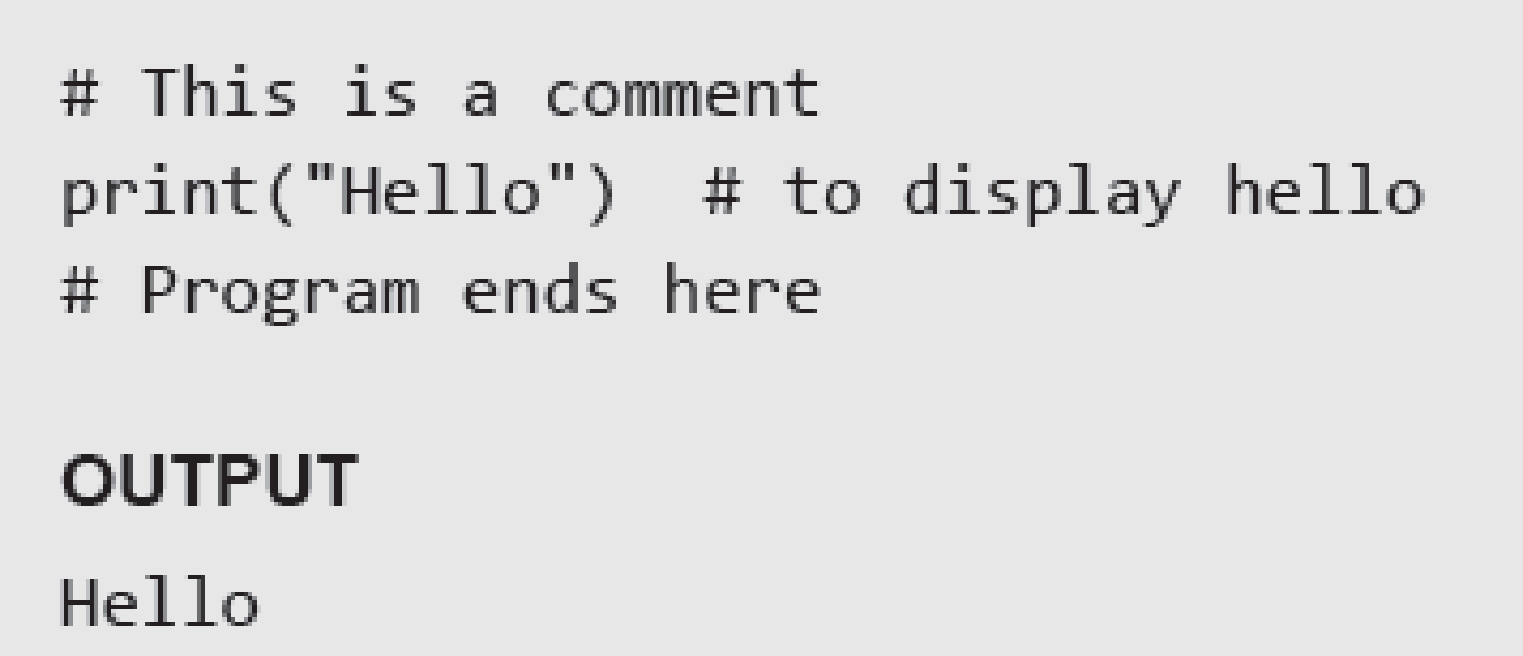 # This is a comment
print("Hello")  # to display hello
# Program ends here
OUTPUT
Hello